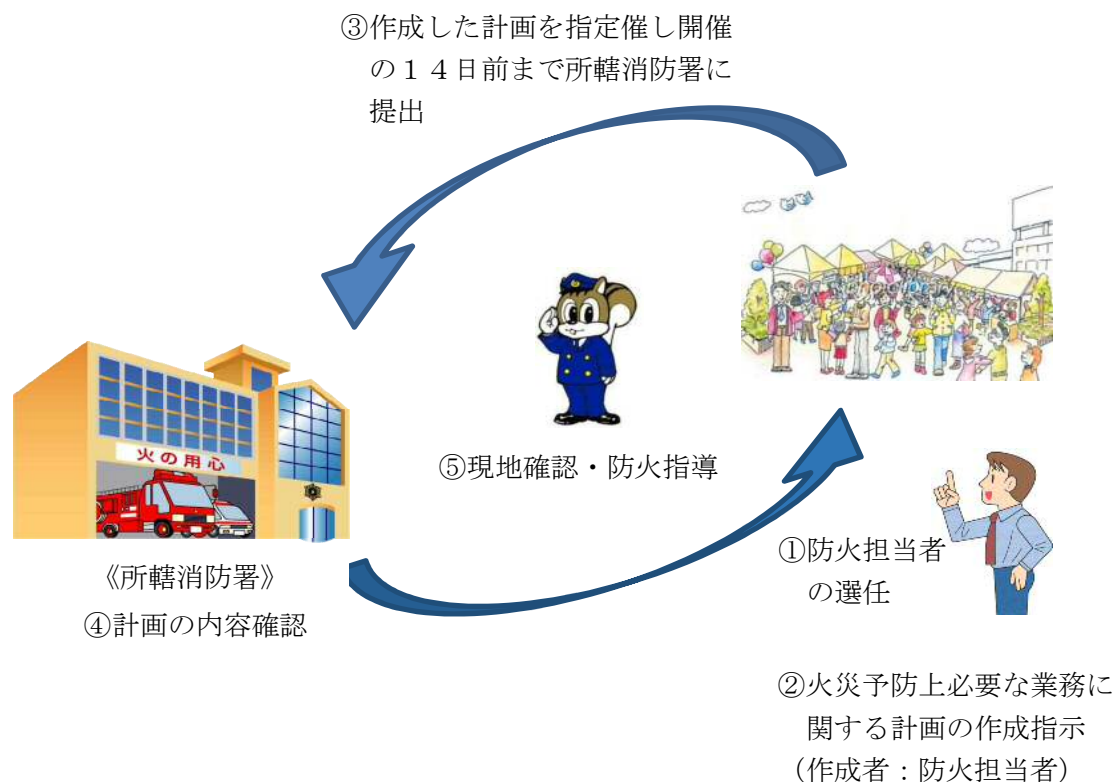 ③作成した計画を指定催し開催
の１４日前まで所轄消防署に
提出
火の用心
⑤現地確認・防火指導
《所轄消防署》
④計画の内容確認
①防火担当者
の選任
②火災予防上必要な業務に
関する計画の作成指示
（作成者：防火担当者）